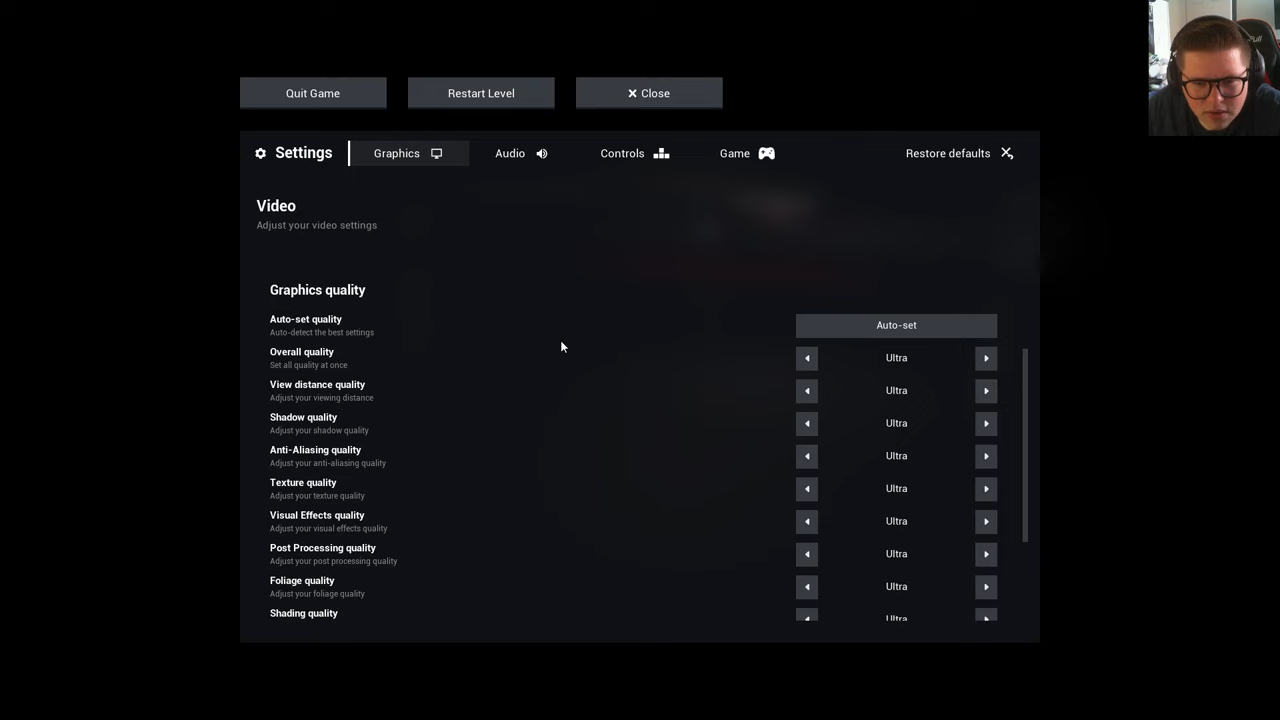 Quit Game
Restart Level
Close
Settings
Graphics
Audio
Controls
Game
Restore defaults
Video
Adjust your video settings
Graphics quality
Auto-set quality
Auto-detect the best settings
Auto-set
Overall quality
Set all quality at once
Ultra
View distance quality
Adjust your viewing distance
Ultra
Shadow quality
Adjust your shadow quality
Ultra
Anti-Aliasing quality
Adjust your anti-aliasing quality
Ultra
Texture quality
Adjust your texture quality
Ultra
Visual Effects quality
Adjust your visual effects quality
Ultra
Post Processing quality
Adjust your post processing quality
Ultra
Foliage quality
Adjust your foliage quality
Ultra
Shading quality
Ultra